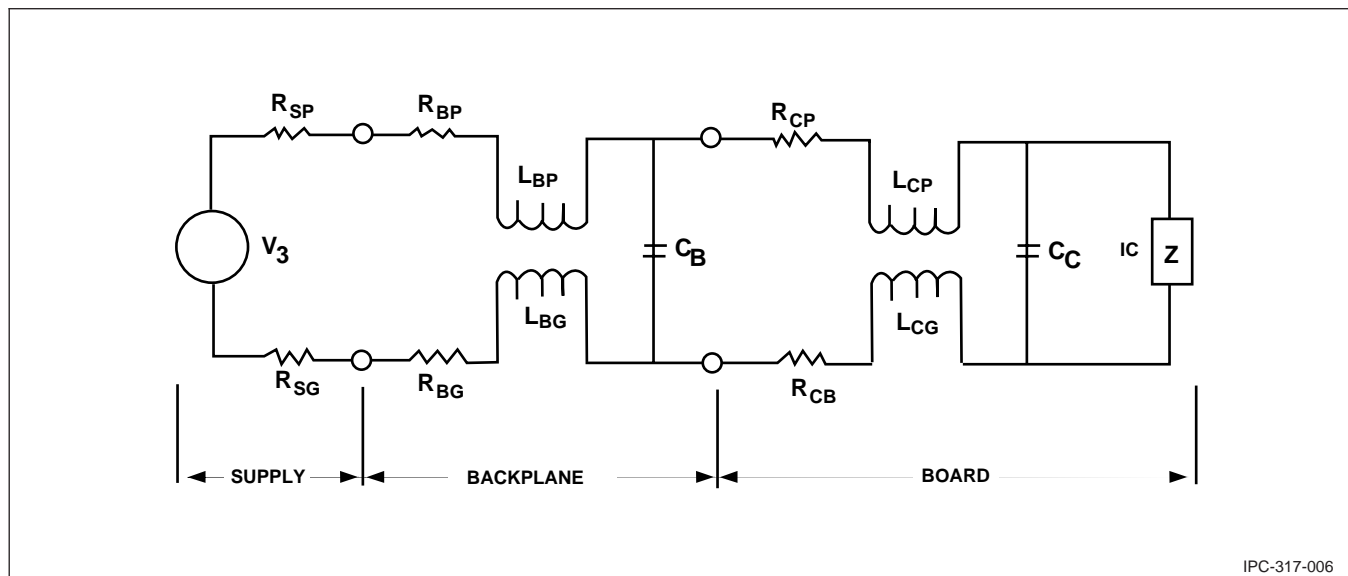 RSP
RBP
RCP
LBP
LCP
V3
CB
CC
IC
Z
LBG
LCG
RSG
RBG
RCB
SUPPLY
BACKPLANE
BOARD
IPC-317-006